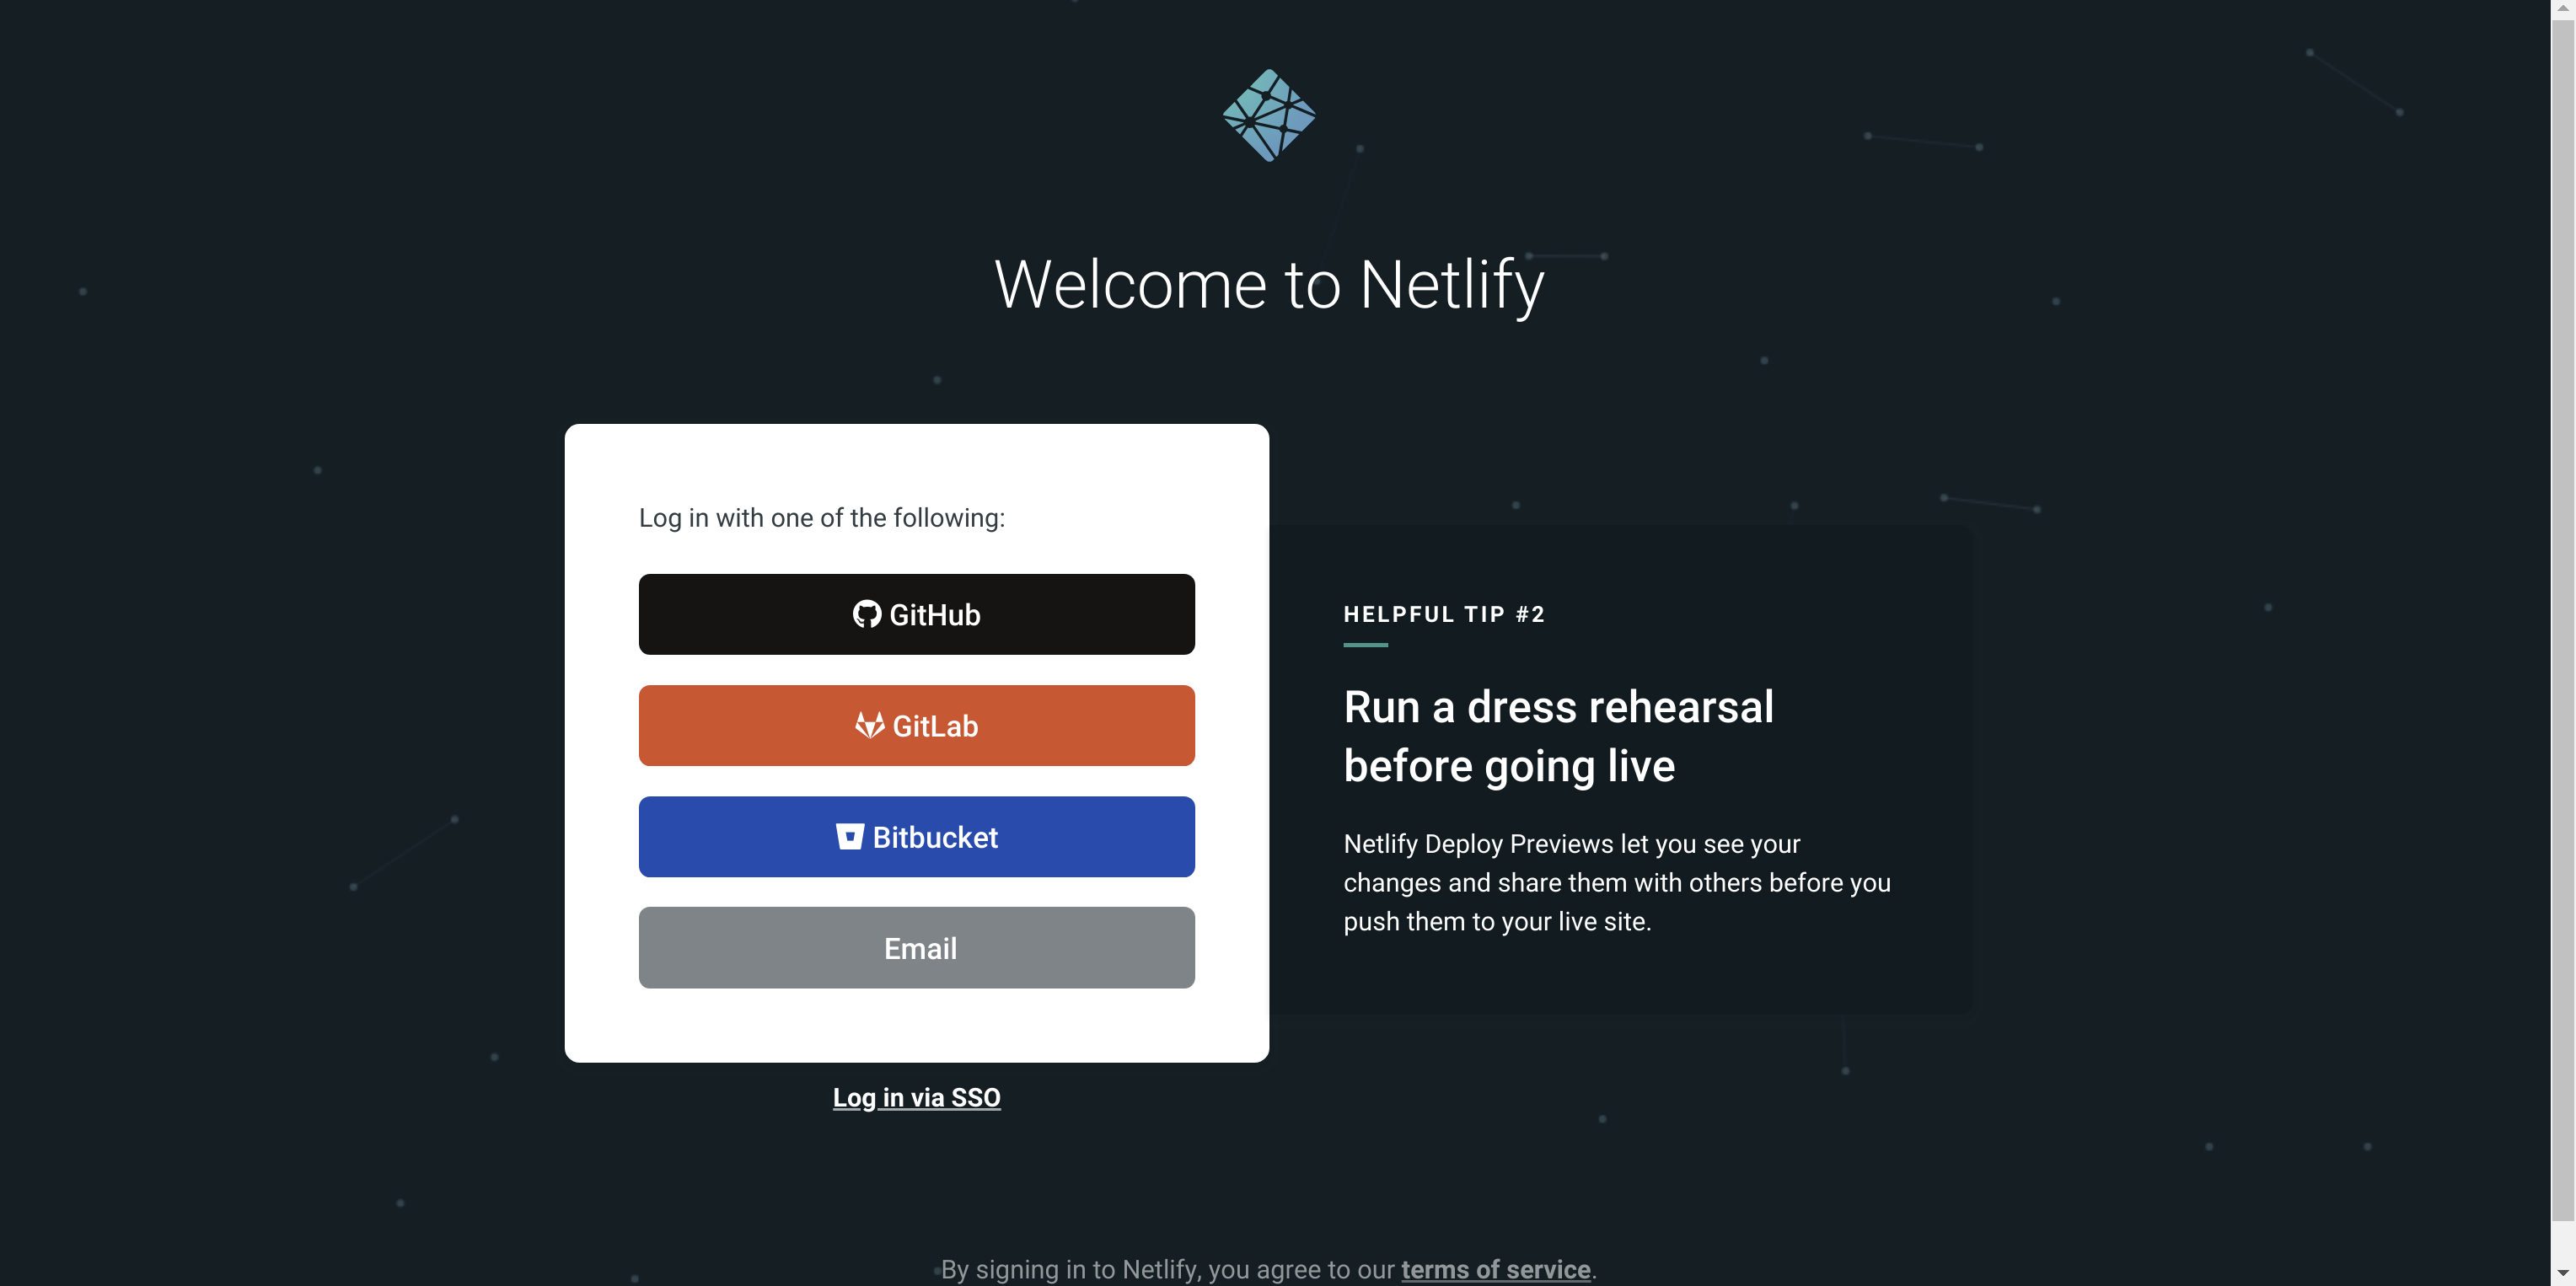 Welcome to Netlify
Log in with one of the following:
GitHub
GitLab
Bitbucket
Email
Log in via SSO
HELPFUL TIP #2
Run a dress rehearsal
before going live
Netlify Deploy Previews let you see your
changes and share them with others before you
push them to your live site.
By signing in to Netlify, you agree to our terms of service.